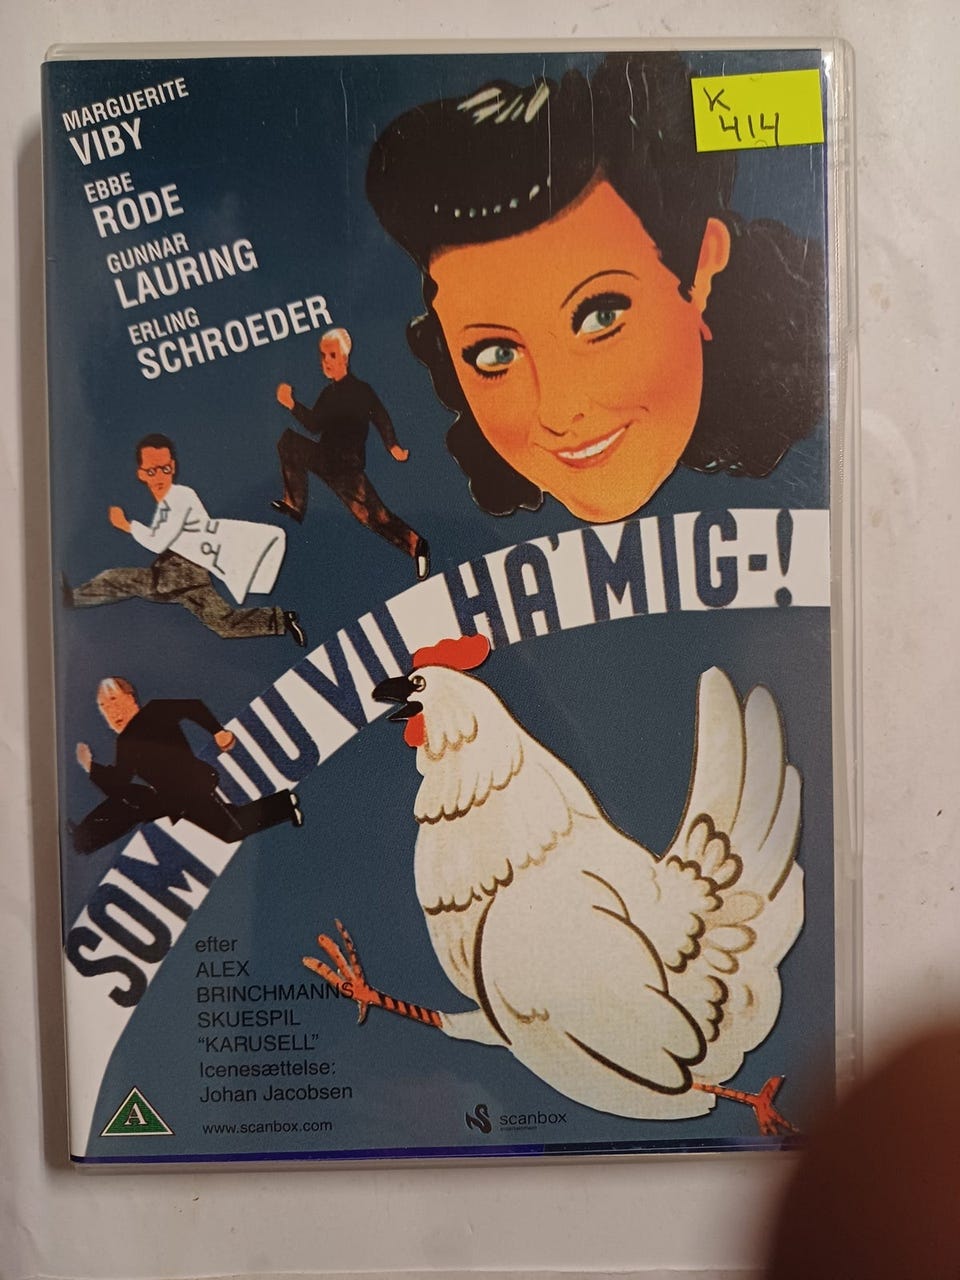 MARGUERITE
VIBY
EBBE
RODE
GUNNAR
LAURING
ERLING
SCHROEDER
K
414
SOM DU VIL HA' MIG-!
efter
ALEX
BRINCHMANNS
SKUESPIL
"KARUSELL"
Icenesættelse:
Johan Jacobsen
A
www.scanbox.com
scanbox
entertainment